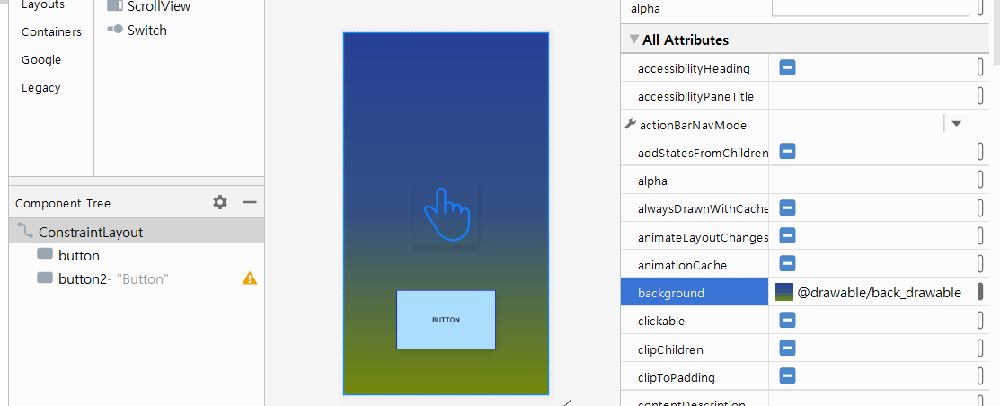 Layouts
Containers
Google
Legacy
ScrollView
Switch
Component Tree
ConstraintLayout
button
button2- "Button"
BUTTON
alpha
All Attributes
accessibilityHeading
accessibilityPaneTitle
actionBarNavMode
addStatesFromChildren
alpha
alwaysDrawnWithCache
animateLayoutChanges
animationCache
background @drawable/back_drawable
clickable
clipChildren
clipToPadding
contentDescription